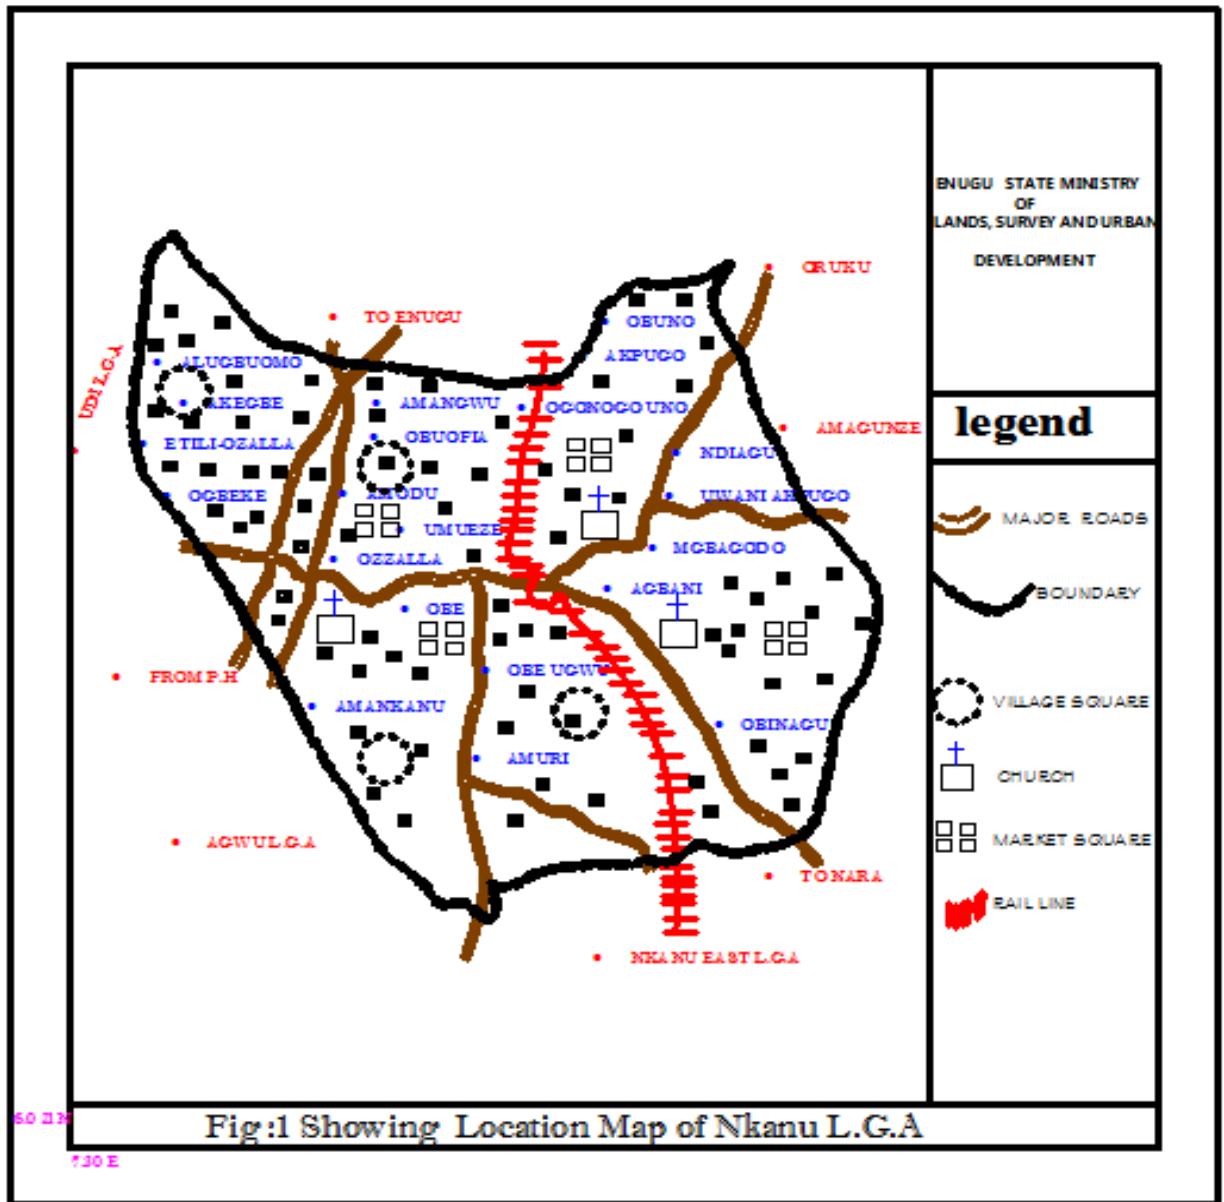 ENUGU STATE MINISTRY
OF
LANDS, SURVEY AND URBAN
DEVELOPMENT
legend
MAJOR ROADS
BOUNDARY
VILLAGE SQUARE
CHURCH
MARKET SQUARE
RAIL LINE
ORUKU
TO ENUGU
OBUNO
AKPUGO
UDI L.G.A
ALUGBUOMO
AKEGBE
AMANGWU
OGONOGO UNO
AMAGUNZE
ETILI-OZALLA
OBUOFIA
NDIAGU
OGBEKE
AMODU
UWANI AKPUGO
UMUEZE
MGBAGODO
OZZALLA
AGBANI
OBE
OBE UGWU
FROM P.H
AMANKANU
OBINAGU
AMURI
AGWU L.G.A
TO NARA
NKANU EAST L.G.A
Fig :1 Showing Location Map of Nkanu L.G.A